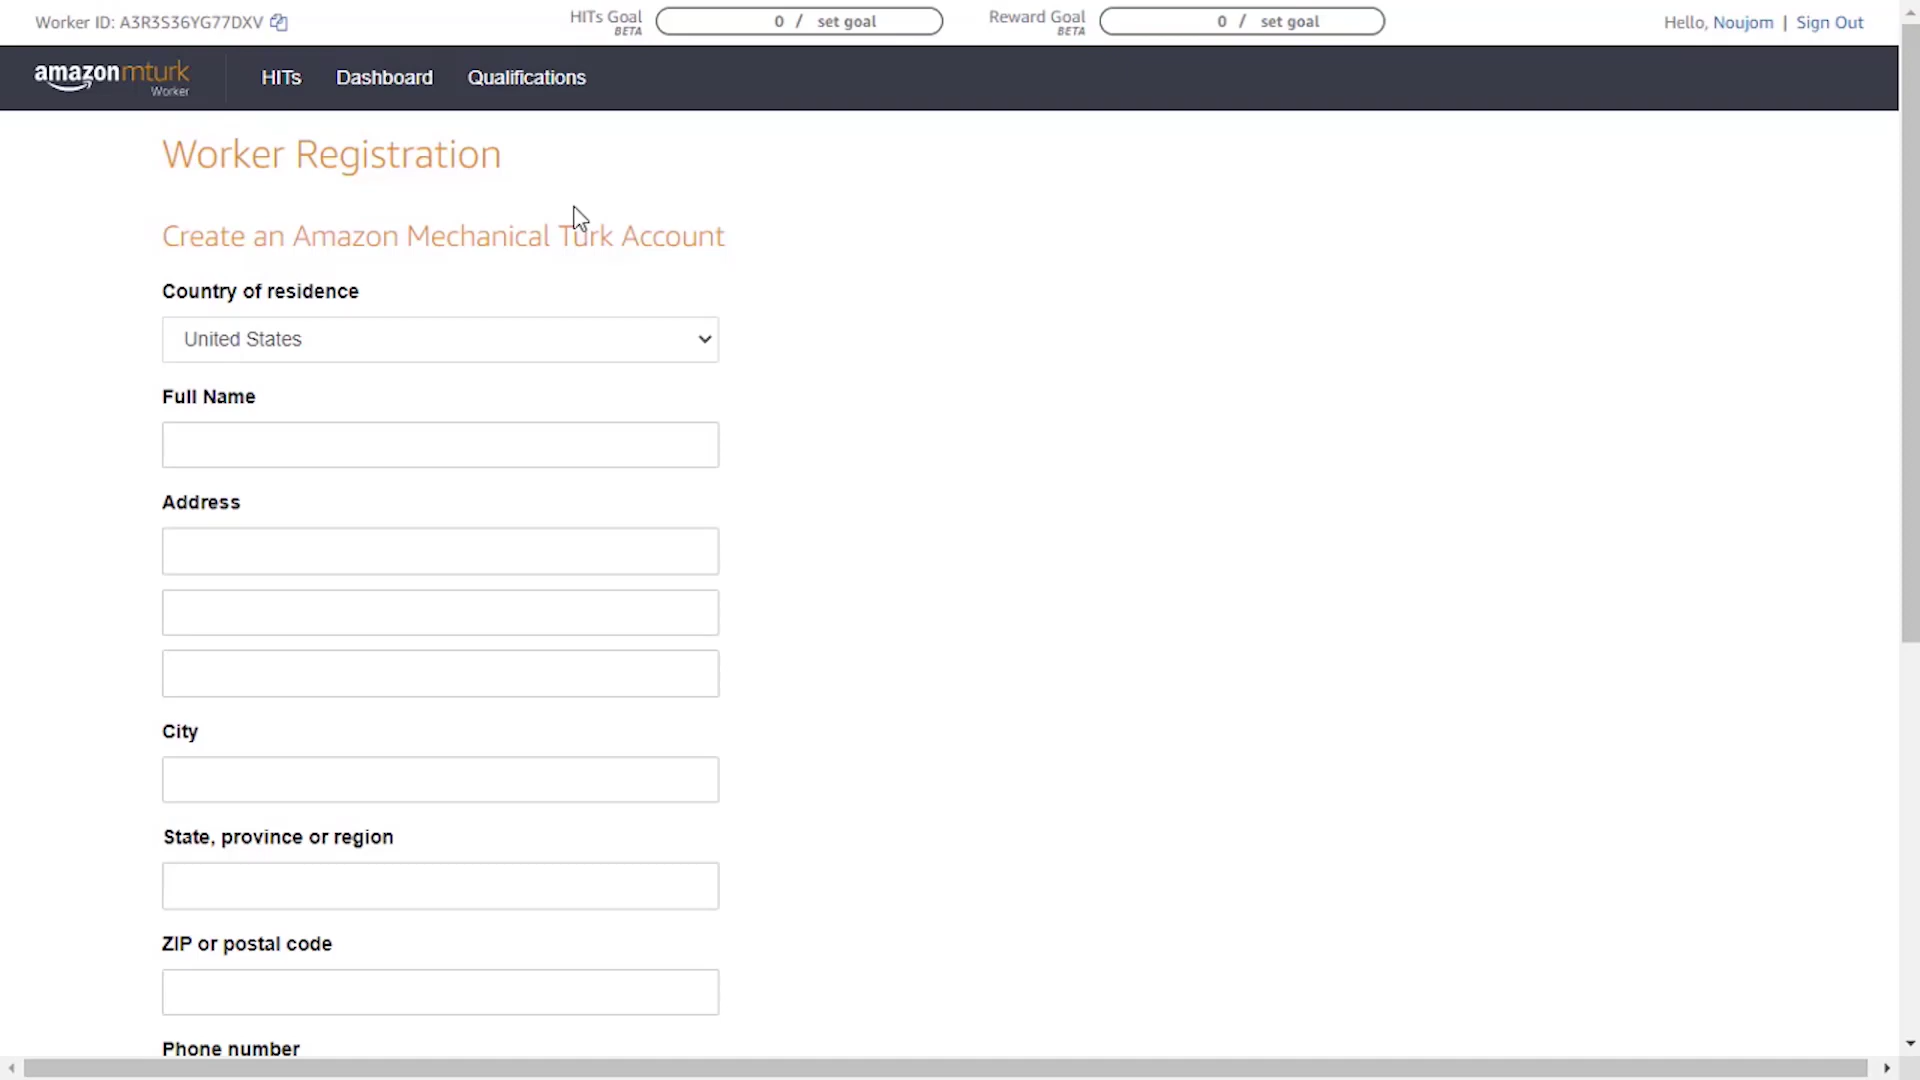 Worker ID: A3R3S36YG77DXV
HITs Goal
BETA
0 / set goal
Reward Goal
BETA
0 / set goal
Hello, Noujom | Sign Out
amazon mturk
Worker
HITs
Dashboard
Qualifications
Worker Registration
Create an Amazon Mechanical Turk Account
Country of residence
United States
Full Name
Address
City
State, province or region
ZIP or postal code
Phone number